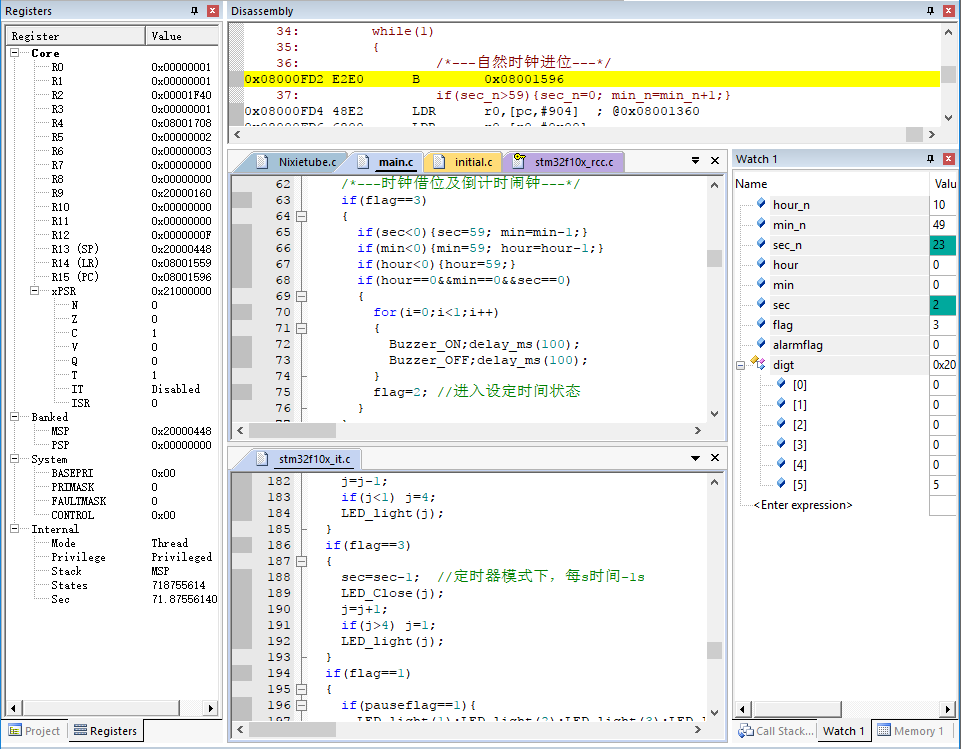 Registers
Register Value
Core
R0 0x00000001
R1 0x00000001
R2 0x00001F40
R3 0x00000001
R4 0x08001708
R5 0x00000002
R6 0x00000003
R7 0x00000000
R8 0x00000000
R9 0x20000160
R10 0x00000000
R11 0x00000000
R12 0x0000000F
R13 (SP) 0x20000448
R14 (LR) 0x08001559
R15 (PC) 0x08001596
xPSR 0x21000000
N 0
Z 0
C 1
V 0
Q 0
T 1
IT Disabled
ISR 0
Banked
MSP 0x20000448
PSP 0x00000000
System
BASEPRI 0x00
PRIMASK 0
FAULTMASK 0
CONTROL 0x00
Internal
Mode Thread
Privilege Privileged
Stack MSP
States 718755614
Sec 71.87556140
Project Registers
Disassembly
34: while(1)
35: {
36: /*---自然时钟进位---*/
0x08000FD2 E2E0 B 0x08001596
37: if(sec_n>59){sec_n=0; min_n=min_n+1;}
0x08000FD4 48E2 LDR r0,[pc,#904] ; @0x08001360
Nixietube.c main.c initial.c stm32f10x_rcc.c
62 /*---时钟借位及倒计时闹钟---*/
63 if(flag==3)
64 {
65 if(sec<0){sec=59; min=min-1;}
66 if(min<0){min=59; hour=hour-1;}
67 if(hour<0){hour=59;}
68 if(hour==0&&min==0&&sec==0)
69 {
70 for(i=0;i<1;i++)
71 {
72 Buzzer_ON;delay_ms(100);
73 Buzzer_OFF;delay_ms(100);
74 }
75 flag=2; //进入设定时间状态
76 }
stm32f10x_it.c
182 j=j-1;
183 if(j<1) j=4;
184 LED_light(j);
185 }
186 if(flag==3)
187 {
188 sec=sec-1; //定时器模式下，每s时间-1s
189 LED_Close(j);
190 j=j+1;
191 if(j>4) j=1;
192 LED_light(j);
193 }
194 if(flag==1)
195 {
196 if(pauseflag==1){
197 LED_light(1);LED_light(2);LED_light(3);LED_l
Watch 1
Name Valu
hour_n 10
min_n 49
sec_n 23
hour 0
min 0
sec 2
flag 3
alarmflag 0
digt 0x20
[0] 0
[1] 0
[2] 0
[3] 0
[4] 0
[5] 5
<Enter expression>
Call Stack... Watch 1 Memory 1